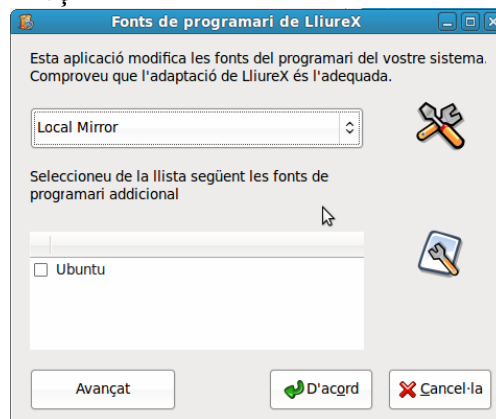 Fonts de programari de LliureX
Esta aplicació modifica les fonts del programari del vostre sistema.
Comproveu que l'adaptació de LliureX és l'adequada.
Local Mirror
Seleccioneu de la llista següent les fonts de
programari addicional
Ubuntu
Avançat
D'acord
Cancel·la